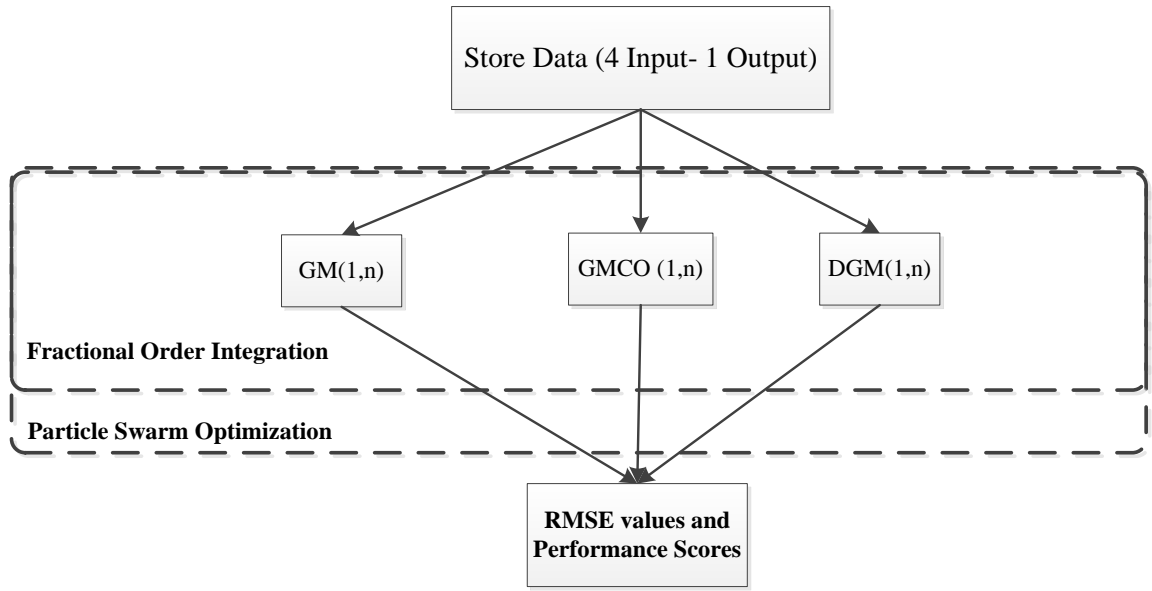 Store Data (4 Input- 1 Output)
GM(1,n)
GMCO (1,n)
DGM(1,n)
Fractional Order Integration
Particle Swarm Optimization
RMSE values and
Performance Scores